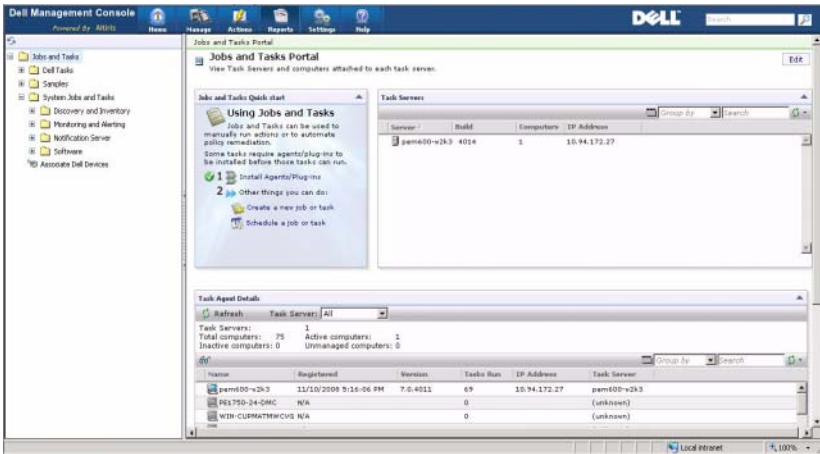 Dell Management Console
Powered By Altiris
Home
Manage
Actions
Reports
Settings
Help
DELL
Search
Jobs and Tasks Portal
Jobs and Tasks
Dell Tasks
Samples
System Jobs and Tasks
Discovery and Inventory
Monitoring and Alerting
Notification Server
Software
Associate Dell Devices
Jobs and Tasks Portal
View Task Servers and computers attached to each task server.
Edit
Jobs and Tasks Quick start
Using Jobs and Tasks
Jobs and Tasks can be used to
manually run actions or to automate
policy remediation.
Some tasks require agents/plug-ins to
be installed before those tasks can run.
1 Install Agents/Plug-ins
2 Other things you can do:
Create a new job or task
Schedule a job or task
Task Servers
Group by Search
Server Build Computers IP Address
pem600-v2k3 4014 1 10.94.172.27
Task Agent Details
Refresh Task Server: All
Task Servers: 1
Total computers: 75 Active computers: 1
Inactive computers: 0 Unmanaged computers: 0
Group by Search
Name Registered Version Tasks Run IP Address Task Server
pem600-v2k3 11/10/2008 5:16:06 PM 7.0.4011 69 10.94.172.27 pem600-v2k3
PE1750-24-DMC N/A 0 (unknown)
WIN-CUPMATMWCVG N/A 0 (unknown)
Local intranet 100%